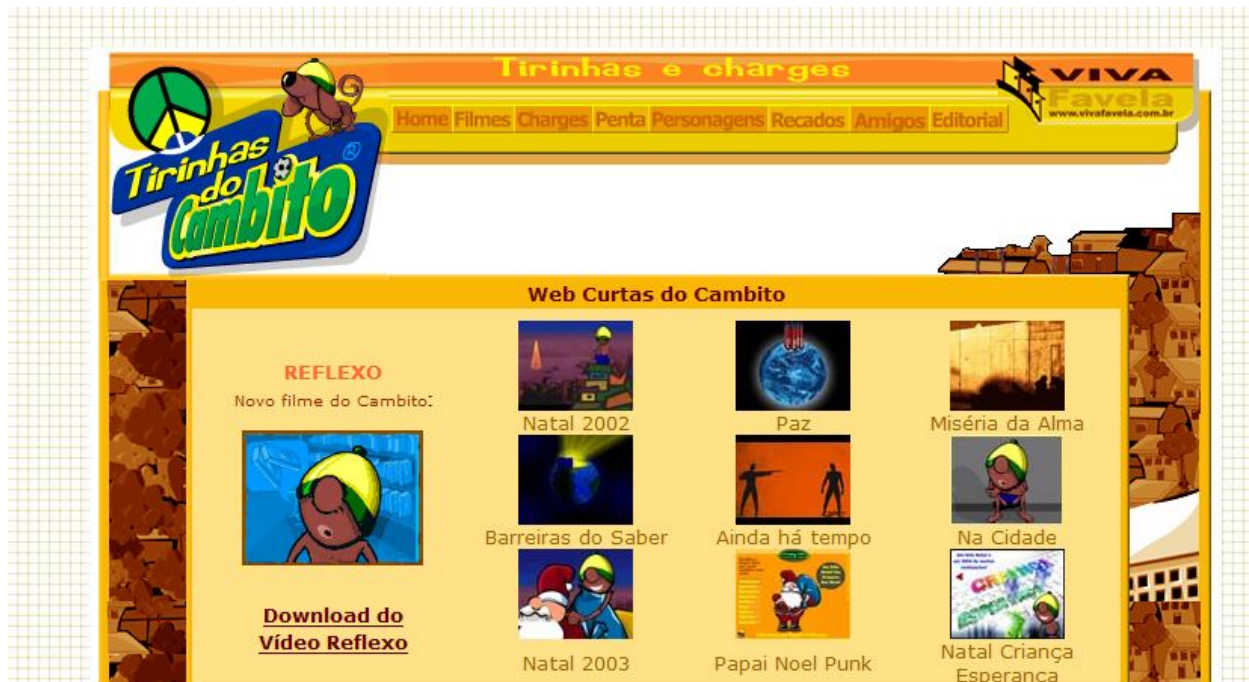 Tirinhas e charges
VIVA
Favela
www.vivafavela.com.br
Home Filmes Charges Penta Personagens Recados Amigos Editorial
Tirinhas
do
Cambito ®
Web Curtas do Cambito
REFLEXO
Novo filme do Cambito:
Download do
Vídeo Reflexo
Natal 2002
Paz
Miséria da Alma
Barreiras do Saber
Ainda há tempo
Na Cidade
Natal 2003
Papai Noel Punk
Natal Criança
Esperança